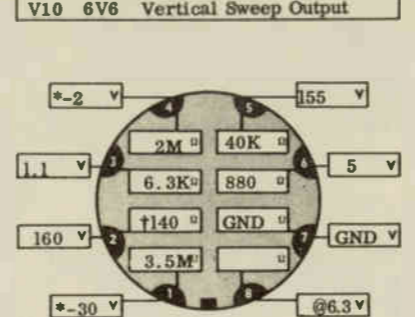 V10 6V6 Vertical Sweep Output
*-2 V
155 V
4
5
2M Ω
40K Ω
1.1 V
3
6
5 V
6.3K Ω
880 Ω
†140 Ω
GND Ω
160 V
2
7
GND V
3.5M Ω
Ω
*-30 V
1
8
@6.3 V